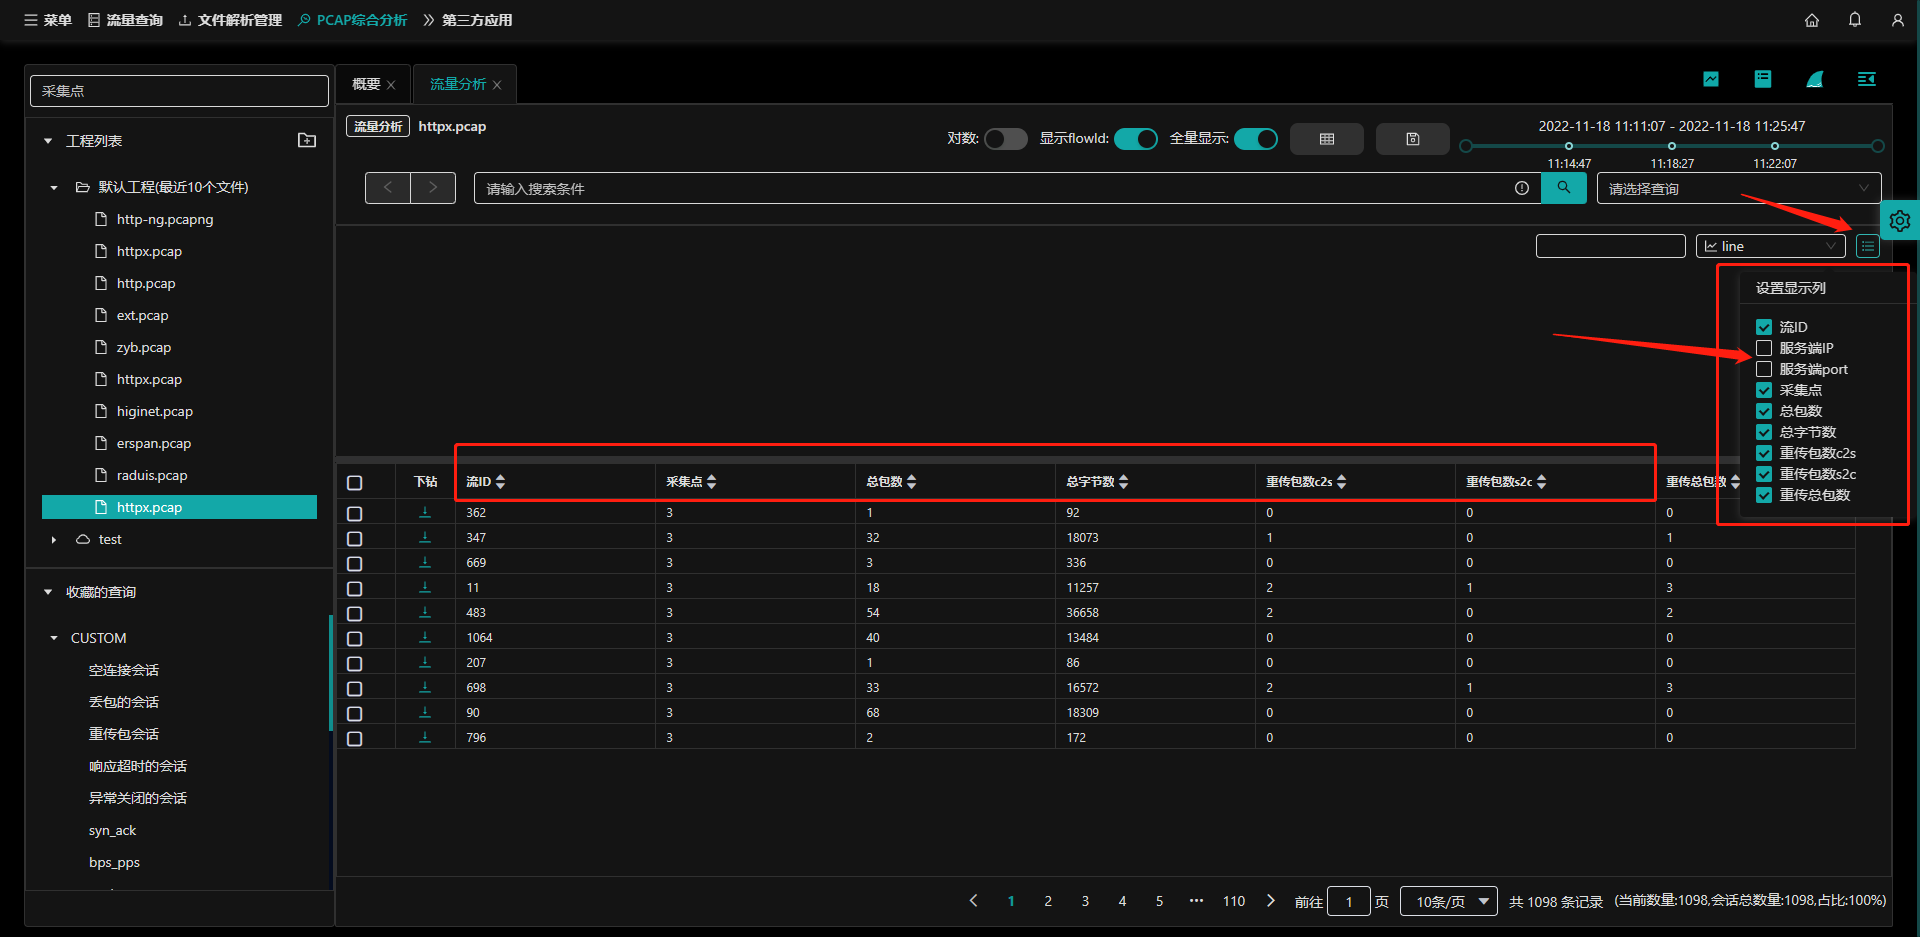 菜单 流量查询 文件解析管理 PCAP综合分析 第三方应用
采集点
工程列表
默认工程(最近10个文件)
http-ng.pcapng
httpx.pcap
http.pcap
ext.pcap
zyb.pcap
httpx.pcap
higinet.pcap
erspan.pcap
raduis.pcap
httpx.pcap
test
收藏的查询
CUSTOM
空连接会话
丢包的会话
重传包会话
响应超时的会话
异常关闭的会话
syn_ack
bps_pps
概要 流量分析
流量分析 httpx.pcap
对数: 显示flowId: 全量显示:
2022-11-18 11:11:07 - 2022-11-18 11:25:47
11:14:47 11:18:27 11:22:07
请输入搜索条件 请选择查询
line
设置显示列
流ID
服务端IP
服务端port
采集点
总包数
总字节数
重传包数c2s
重传包数s2c
重传总包数
下钻 流ID 采集点 总包数 总字节数 重传包数c2s 重传包数s2c 重传总包数
362 3 1 92 0 0 0
347 3 32 18073 1 0 1
669 3 3 336 0 0 0
11 3 18 11257 2 1 3
483 3 54 36658 2 0 2
1064 3 40 13484 0 0 0
207 3 1 86 0 0 0
698 3 33 16572 2 1 3
90 3 68 18309 0 0 0
796 3 2 172 0 0 0
1 2 3 4 5 ••• 110 前往 1 页 10条/页 共 1098 条记录 (当前数量:1098,会话总数量:1098,占比:100%)